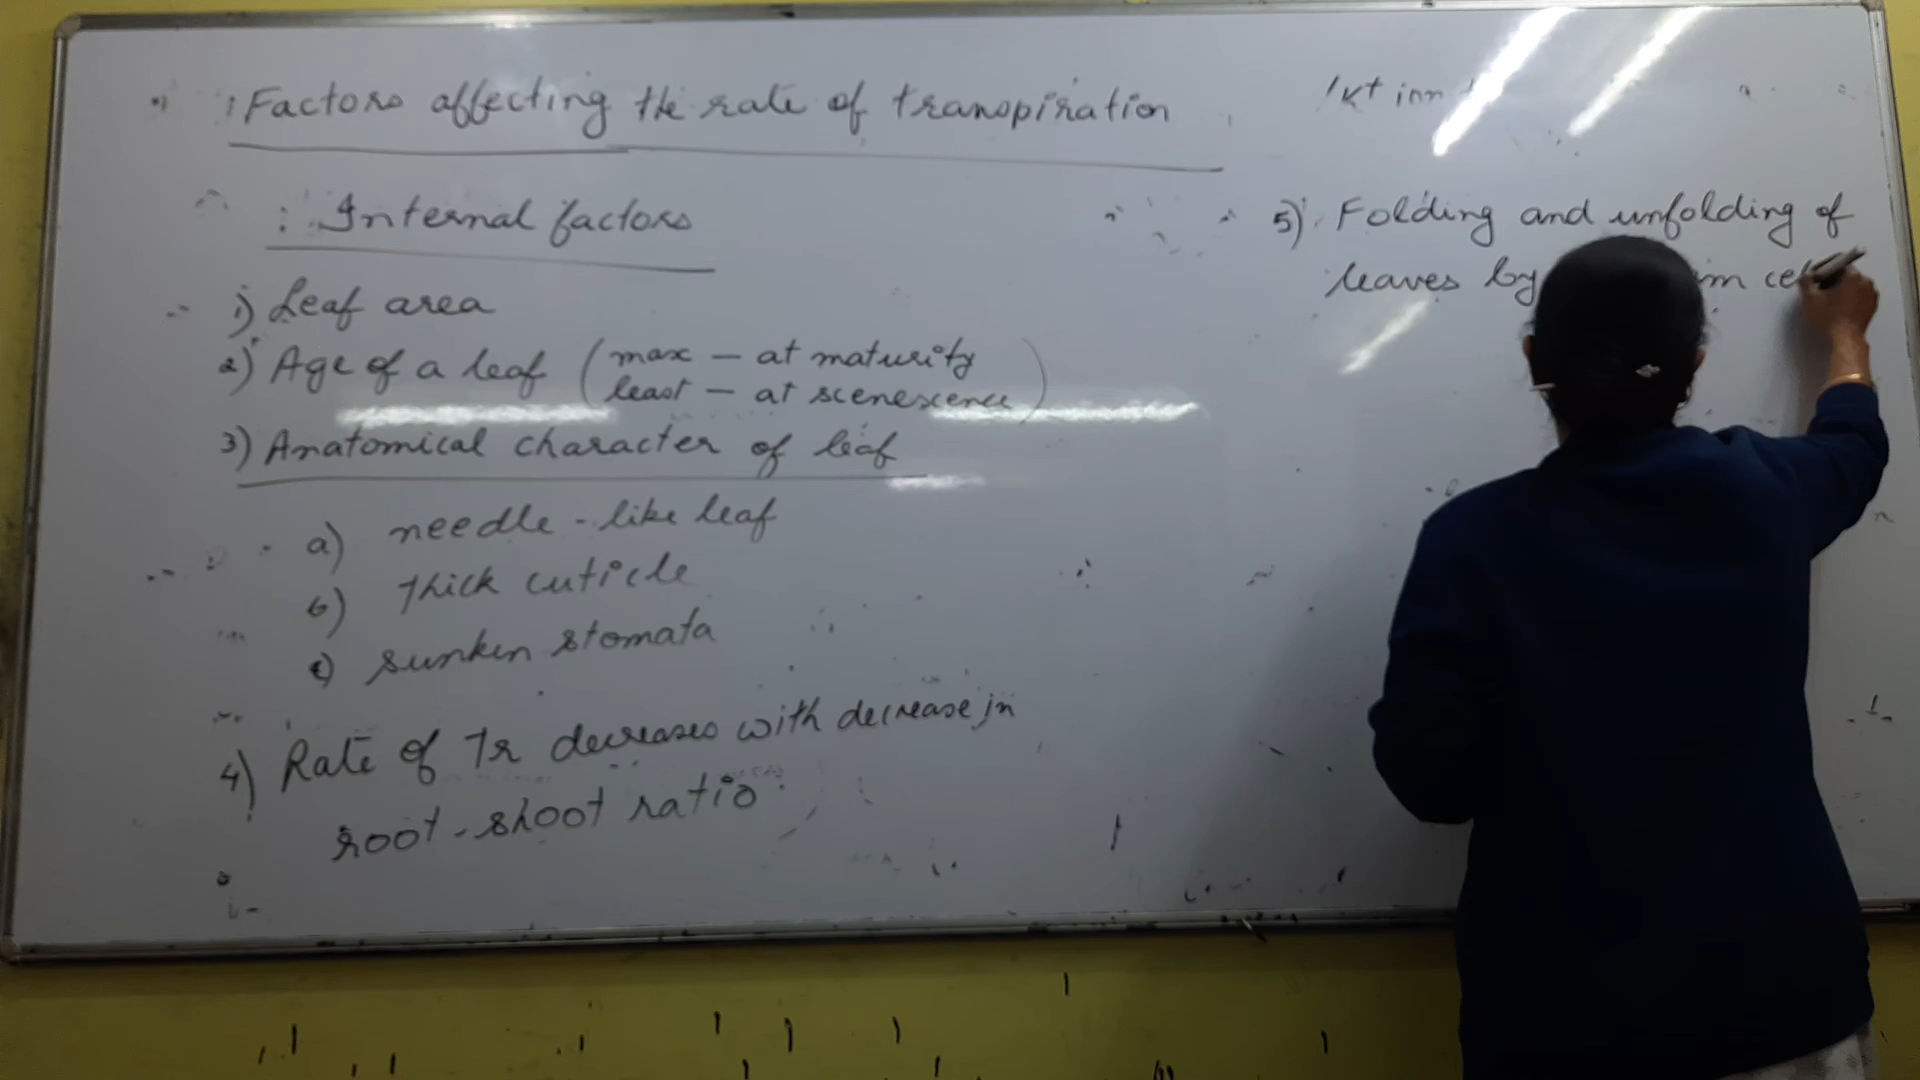 : Factors affecting the rate of transpiration
: Internal factors
1) Leaf area
2) Age of a leaf (max – at maturity
least – at scenescence)
3) Anatomical character of leaf
a) needle-like leaf
b) thick cuticle
c) sunken stomata
4) Rate of Tr decreases with decrease in
root-shoot ratio
K+ ion
5) Folding and unfolding of
leaves by